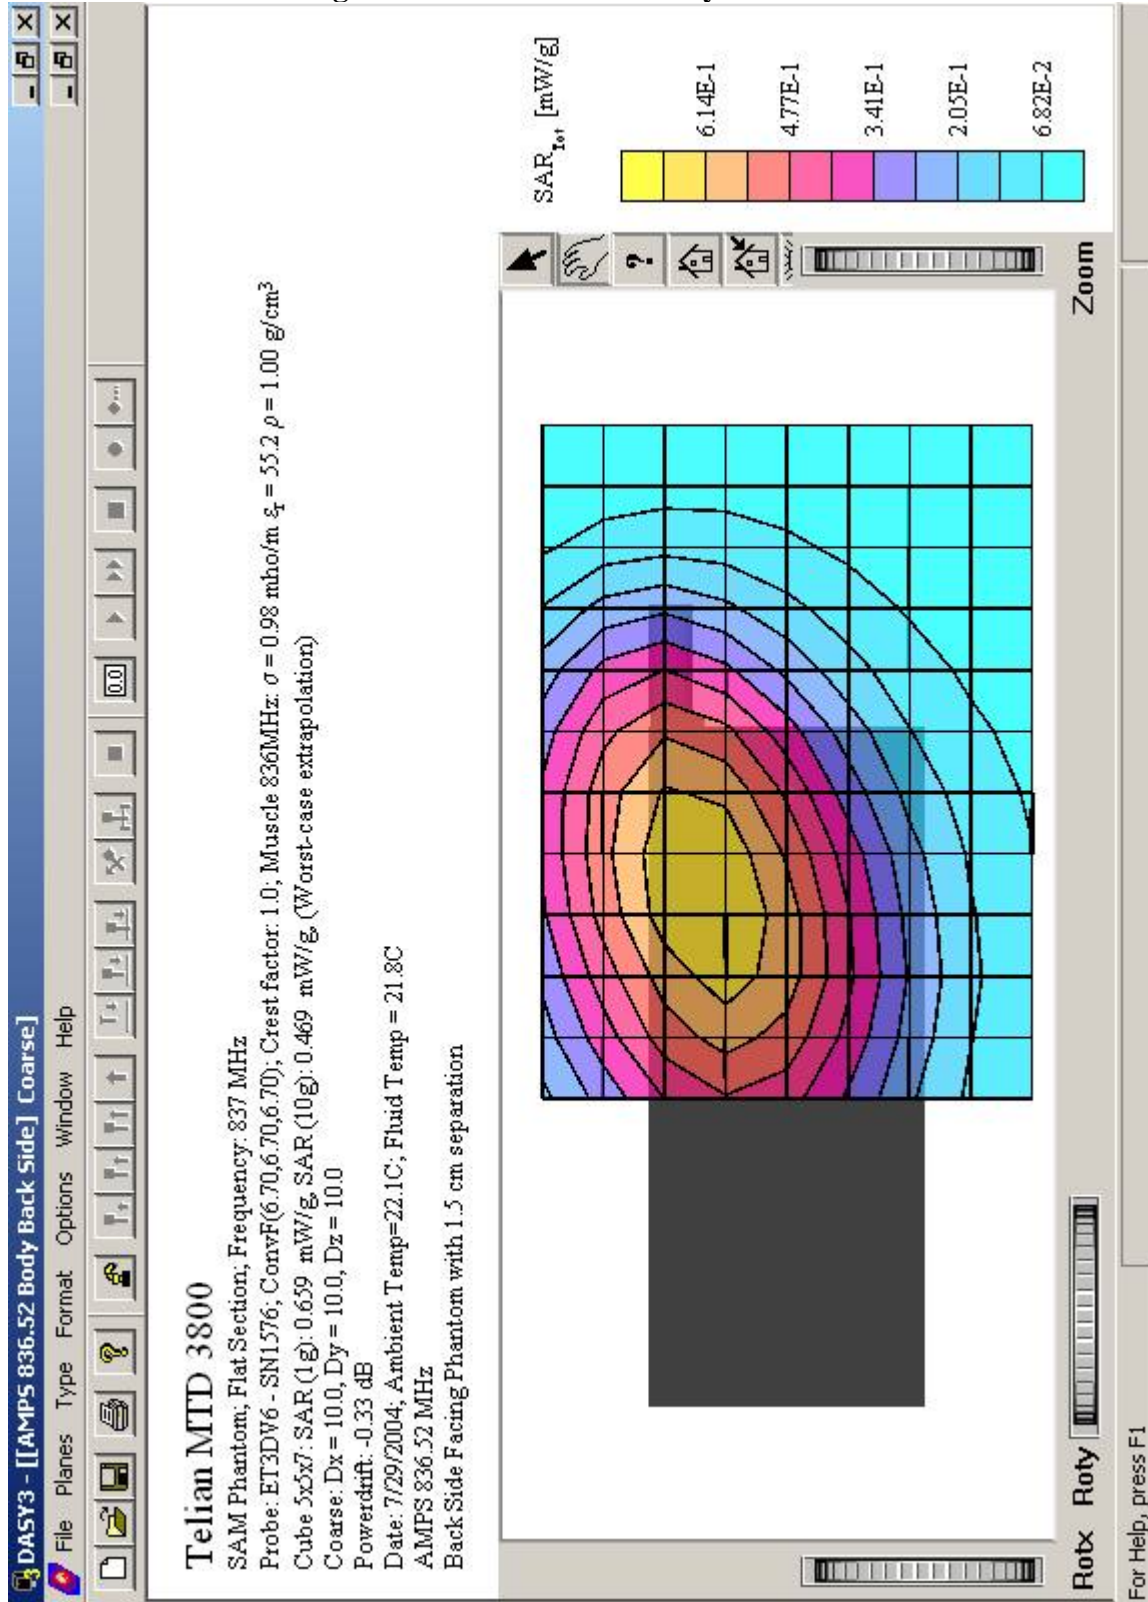 DASY3 - [[AMPS 836.52 Body Back Side] Coarse]
File Planes Type Format Options Window Help
0.0
Telian MTD 3800
SAM Phantom; Flat Section; Frequency: 837 MHz
Probe: ET3DV6 - SN1576; ConvF(6.70,6.70,6.70); Crest factor: 1.0; Muscle 836MHz: σ = 0.98 mho/m εr = 55.2 ρ = 1.00 g/cm³
Cube 5x5x7: SAR (1g): 0.659 mW/g, SAR (10g): 0.469 mW/g, (Worst-case extrapolation)
Coarse: Dx = 10.0, Dy = 10.0, Dz = 10.0
Powerdrift: -0.33 dB
Date: 7/29/2004; Ambient Temp=22.1C; Fluid Temp = 21.8C
AMPS 836.52 MHz
Back Side Facing Phantom with 1.5 cm separation
SARTot [mW/g]
6.14E-1
4.77E-1
3.41E-1
2.05E-1
6.82E-2
Rotx Roty Zoom
For Help, press F1